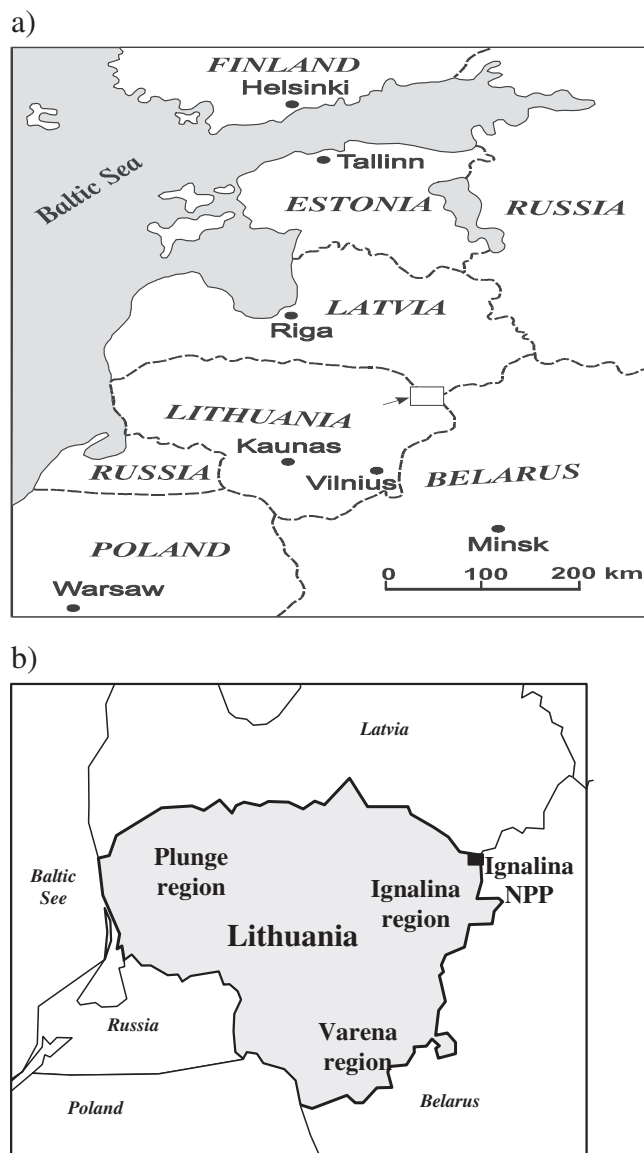 a)
FINLAND
Helsinki
Baltic Sea
Tallinn
ESTONIA
RUSSIA
LATVIA
Riga
LITHUANIA
Kaunas
Vilnius
RUSSIA
BELARUS
POLAND
Minsk
Warsaw
0 100 200 km
b)
Latvia
Plunge
region
Baltic
See
Ignalina
region
Ignalina
NPP
Lithuania
Russia
Varena
region
Poland
Belarus